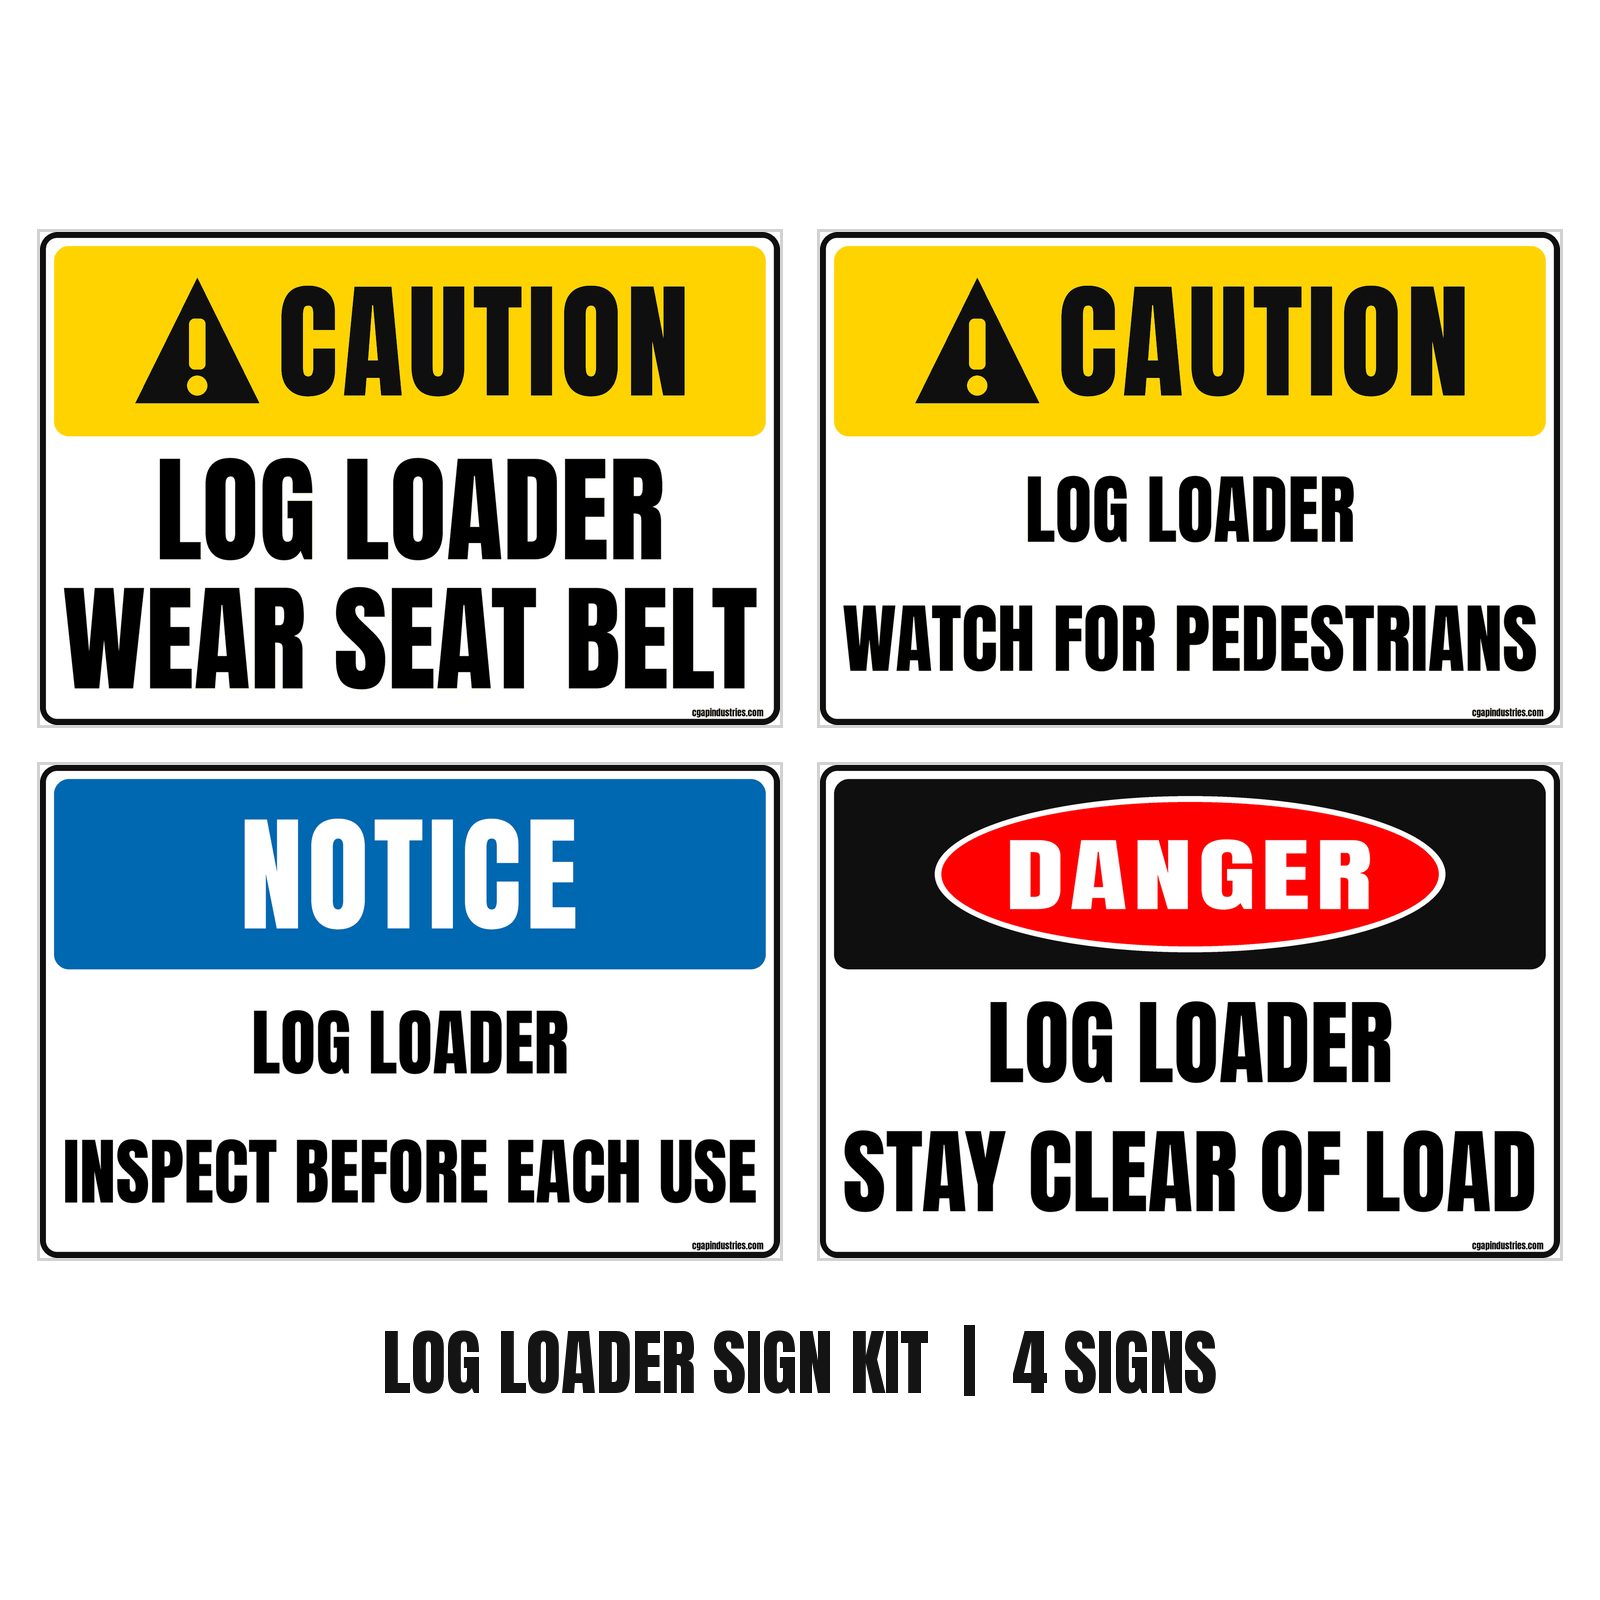 CAUTION
LOG LOADER
WEAR SEAT BELT
cgapindustries.com
CAUTION
LOG LOADER
WATCH FOR PEDESTRIANS
cgapindustries.com
NOTICE
LOG LOADER
INSPECT BEFORE EACH USE
cgapindustries.com
DANGER
LOG LOADER
STAY CLEAR OF LOAD
cgapindustries.com
LOG LOADER SIGN KIT | 4 SIGNS